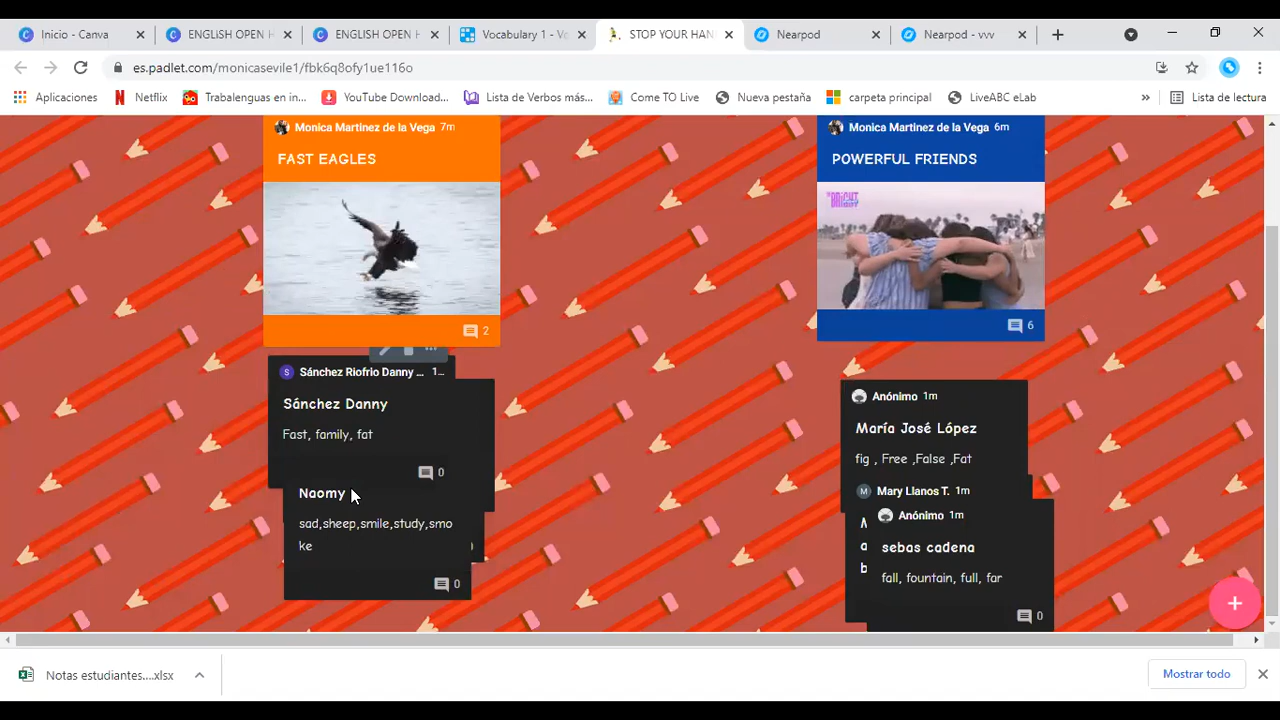 Inicio - Canva
ENGLISH OPEN H
ENGLISH OPEN H
Vocabulary 1 - Vo
STOP YOUR HAN
Nearpod
Nearpod - vvv
es.padlet.com/monicasevile1/fbk6q8ofy1ue116o
Aplicaciones
Netflix
Trabalenguas en in...
YouTube Download...
Lista de Verbos más...
Come TO Live
Nueva pestaña
carpeta principal
LiveABC eLab
»
Lista de lectura
Monica Martinez de la Vega 7m
FAST EAGLES
2
Sánchez Riofrio Danny ... 1...
Sánchez Danny
Fast, family, fat
0
Naomy
sad,sheep,smile,study,smo
ke
0
Monica Martinez de la Vega 6m
POWERFUL FRIENDS
6
Anónimo 1m
María José López
fig , Free ,False ,Fat
M Mary Llanos T. 1m
Anónimo 1m
sebas cadena
fall, fountain, full, far
0
Notas estudiantes....xlsx
Mostrar todo